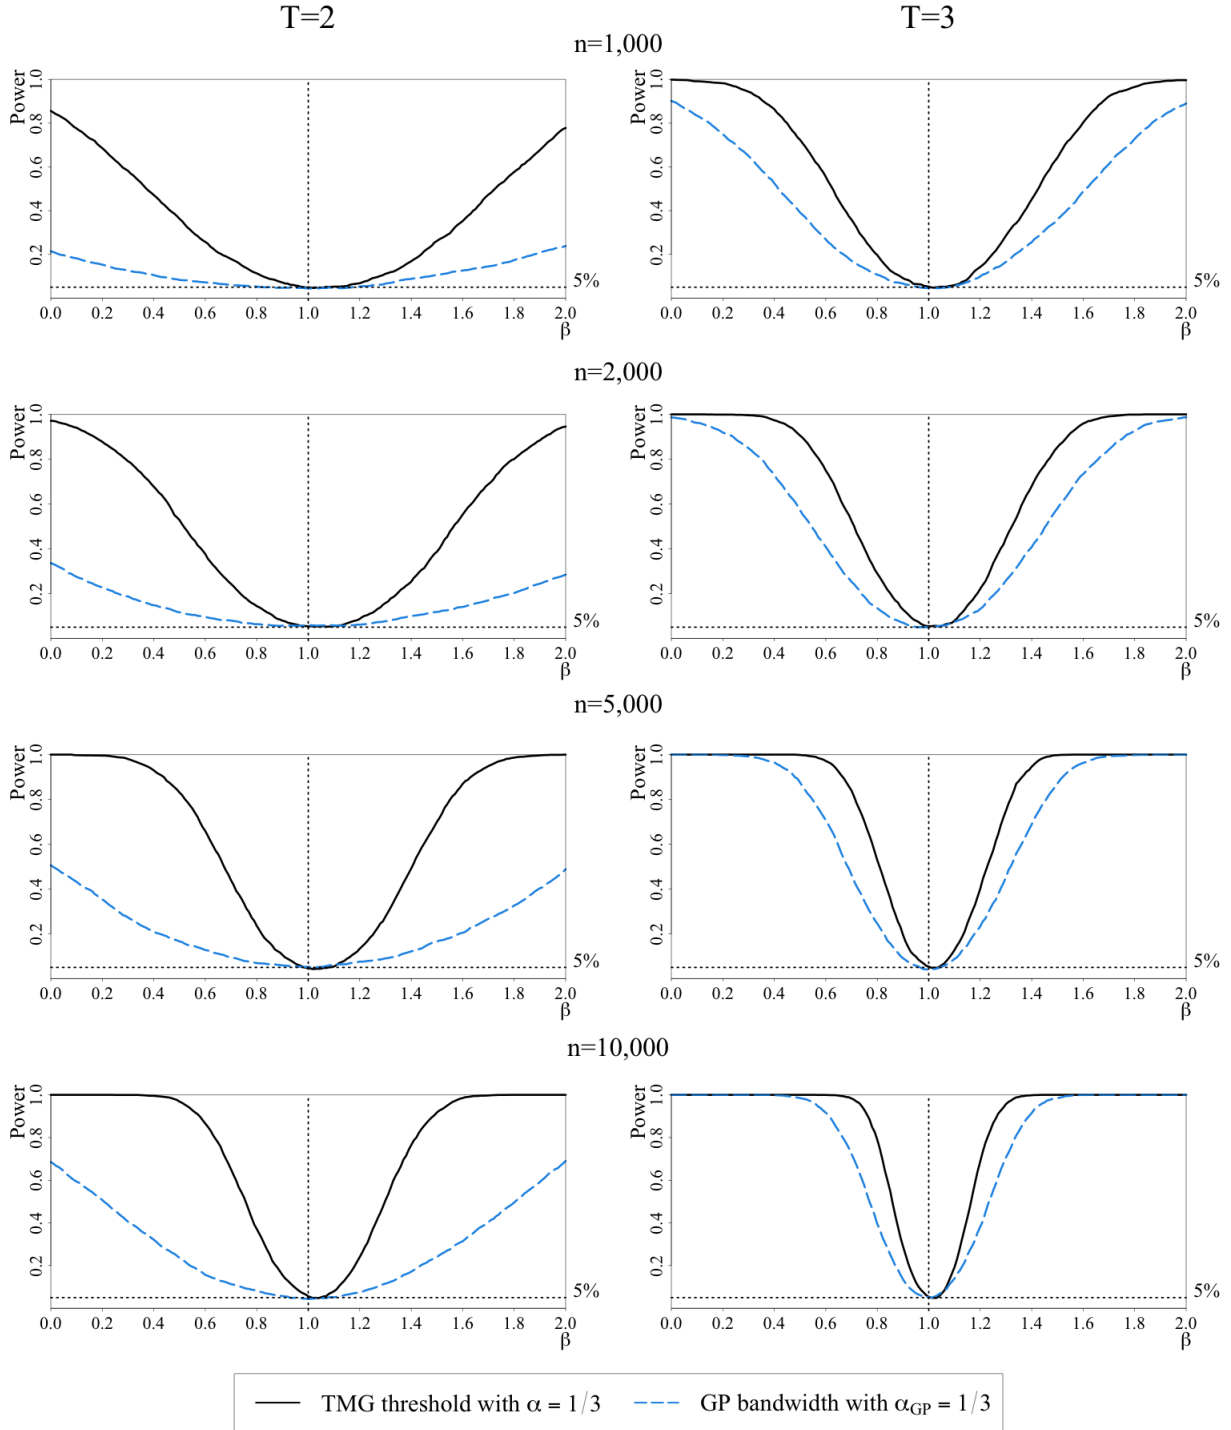 T=2 T=3
n=1,000
Power 1.0 0.8 0.6 0.4 0.2 5% Power 1.0 0.8 0.6 0.4 0.2 5%
0.0 0.2 0.4 0.6 0.8 1.0 1.2 1.4 1.6 1.8 2.0 0.0 0.2 0.4 0.6 0.8 1.0 1.2 1.4 1.6 1.8 2.0
β β
n=2,000
Power 1.0 0.8 0.6 0.4 0.2 5% Power 1.0 0.8 0.6 0.4 0.2 5%
0.0 0.2 0.4 0.6 0.8 1.0 1.2 1.4 1.6 1.8 2.0 0.0 0.2 0.4 0.6 0.8 1.0 1.2 1.4 1.6 1.8 2.0
β β
n=5,000
Power 1.0 0.8 0.6 0.4 0.2 5% Power 1.0 0.8 0.6 0.4 0.2 5%
0.0 0.2 0.4 0.6 0.8 1.0 1.2 1.4 1.6 1.8 2.0 0.0 0.2 0.4 0.6 0.8 1.0 1.2 1.4 1.6 1.8 2.0
β β
n=10,000
Power 1.0 0.8 0.6 0.4 0.2 5% Power 1.0 0.8 0.6 0.4 0.2 5%
0.0 0.2 0.4 0.6 0.8 1.0 1.2 1.4 1.6 1.8 2.0 0.0 0.2 0.4 0.6 0.8 1.0 1.2 1.4 1.6 1.8 2.0
β β
TMG threshold with α = 1/3 GP bandwidth with α_GP = 1/3